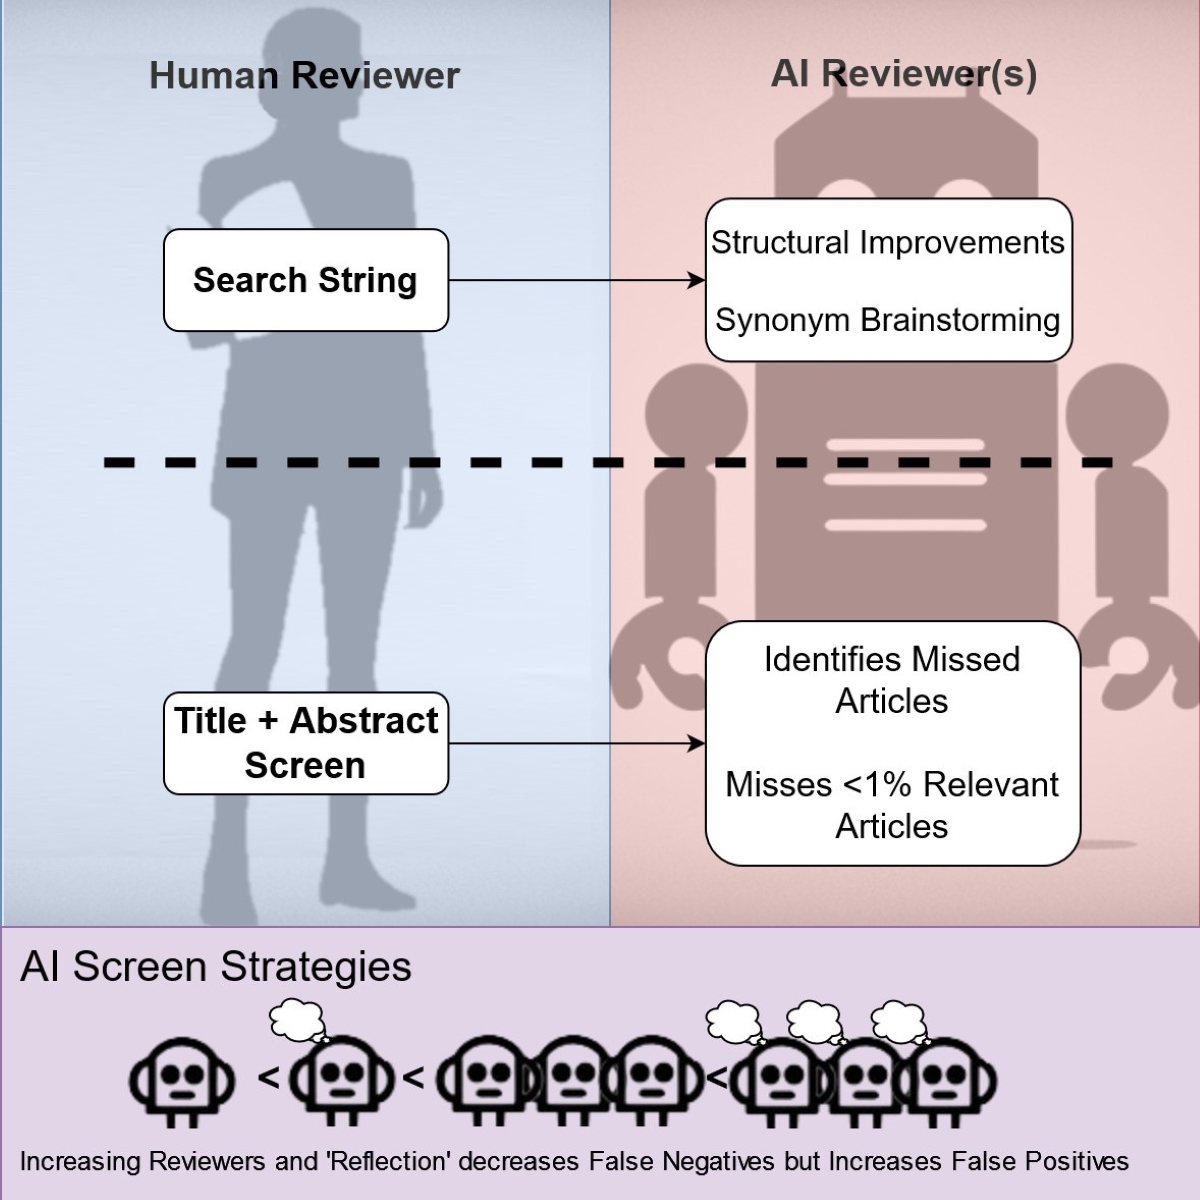 Human Reviewer
AI Reviewer(s)
Search String
Structural Improvements
Synonym Brainstorming
Title + Abstract
Screen
Identifies Missed
Articles
Misses <1% Relevant
Articles
AI Screen Strategies
< < <
Increasing Reviewers and 'Reflection' decreases False Negatives but Increases False Positives